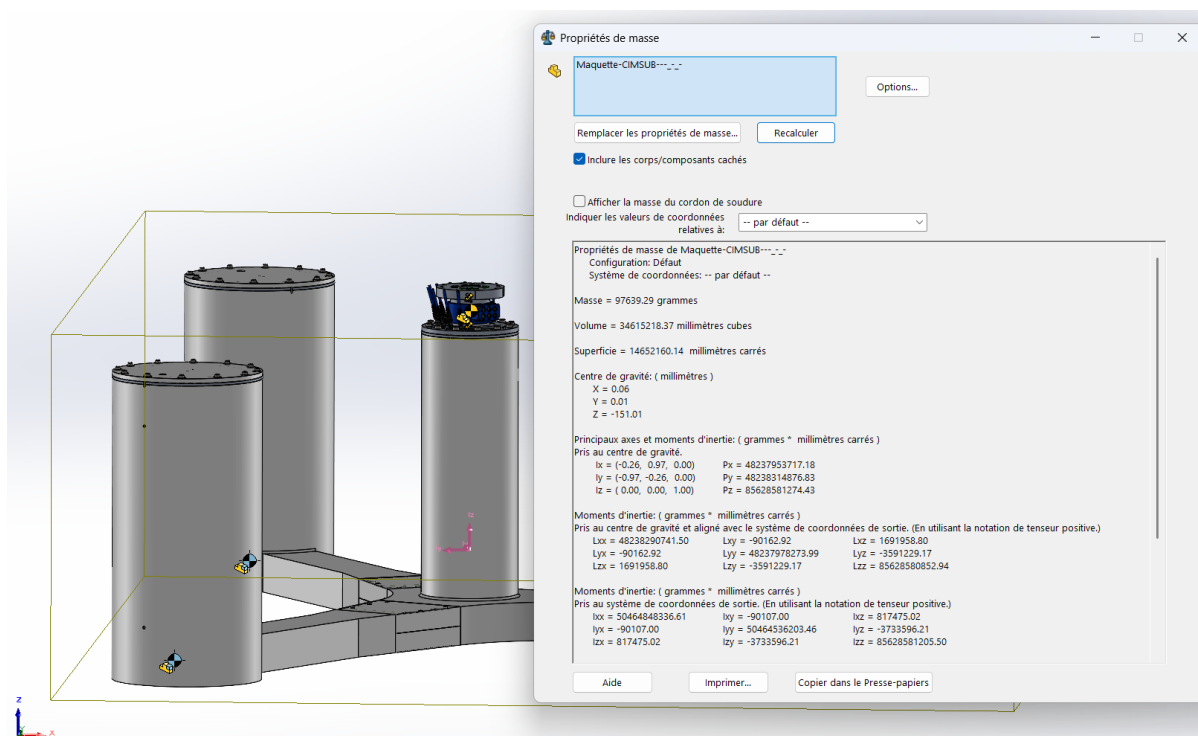 Propriétés de masse
Maquette-CIMSUB---_-_-
Options...
Remplacer les propriétés de masse...
Recalculer
Inclure les corps/composants cachés
Afficher la masse du cordon de soudure
Indiquer les valeurs de coordonnées
relatives à:
-- par défaut --
Propriétés de masse de Maquette-CIMSUB---_-_-
Configuration: Défaut
Système de coordonnées: -- par défaut --
Masse = 97639.29 grammes
Volume = 34615218.37 millimètres cubes
Superficie = 14652160.14 millimètres carrés
Centre de gravité: ( millimètres )
X = 0.06
Y = 0.01
Z = -151.01
Principaux axes et moments d'inertie: ( grammes * millimètres carrés )
Pris au centre de gravité.
Ix = (-0.26, 0.97, 0.00) Px = 48237953717.18
Iy = (-0.97, -0.26, 0.00) Py = 48238314876.83
Iz = ( 0.00, 0.00, 1.00) Pz = 85628581274.43
Moments d'inertie: ( grammes * millimètres carrés )
Pris au centre de gravité et aligné avec le système de coordonnées de sortie. (En utilisant la notation de tenseur positive.)
Lxx = 48238290741.50 Lxy = -90162.92 Lxz = 1691958.80
Lyx = -90162.92 Lyy = 48237978273.99 Lyz = -3591229.17
Lzx = 1691958.80 Lzy = -3591229.17 Lzz = 85628580852.94
Moments d'inertie: ( grammes * millimètres carrés )
Pris au système de coordonnées de sortie. (En utilisant la notation de tenseur positive.)
Ixx = 50464848336.61 Ixy = -90107.00 Ixz = 817475.02
Iyx = -90107.00 Iyy = 50464536203.46 Iyz = -3733596.21
Izx = 817475.02 Izy = -3733596.21 Izz = 85628581205.50
Aide
Imprimer...
Copier dans le Presse-papiers
z
x